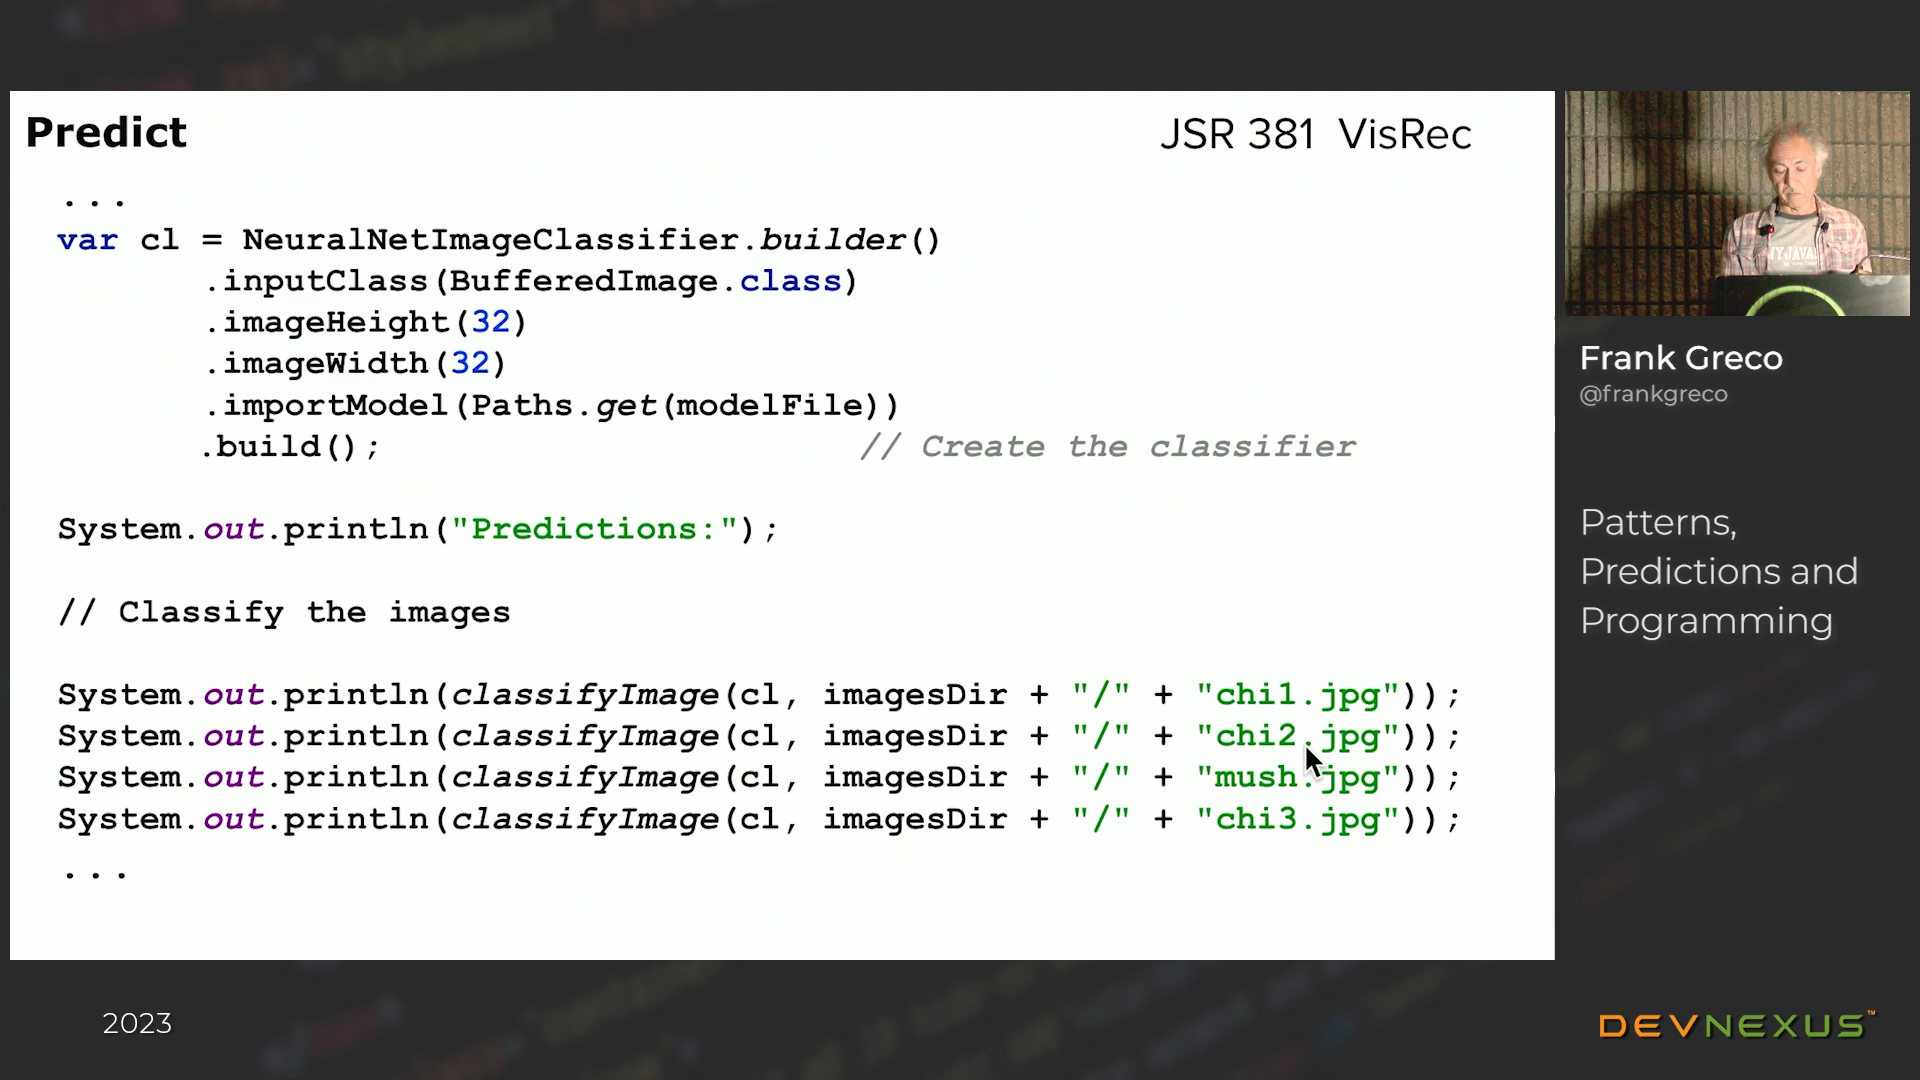 Predict
JSR 381 VisRec
...
var cl = NeuralNetImageClassifier.builder()
.inputClass(BufferedImage.class)
.imageHeight(32)
.imageWidth(32)
.importModel(Paths.get(modelFile))
.build(); // Create the classifier
System.out.println("Predictions:");
// Classify the images
System.out.println(classifyImage(cl, imagesDir + "/" + "chi1.jpg"));
System.out.println(classifyImage(cl, imagesDir + "/" + "chi2.jpg"));
System.out.println(classifyImage(cl, imagesDir + "/" + "mush.jpg"));
System.out.println(classifyImage(cl, imagesDir + "/" + "chi3.jpg"));
...
Frank Greco
@frankgreco
Patterns,
Predictions and
Programming
2023
DEVNEXUS™